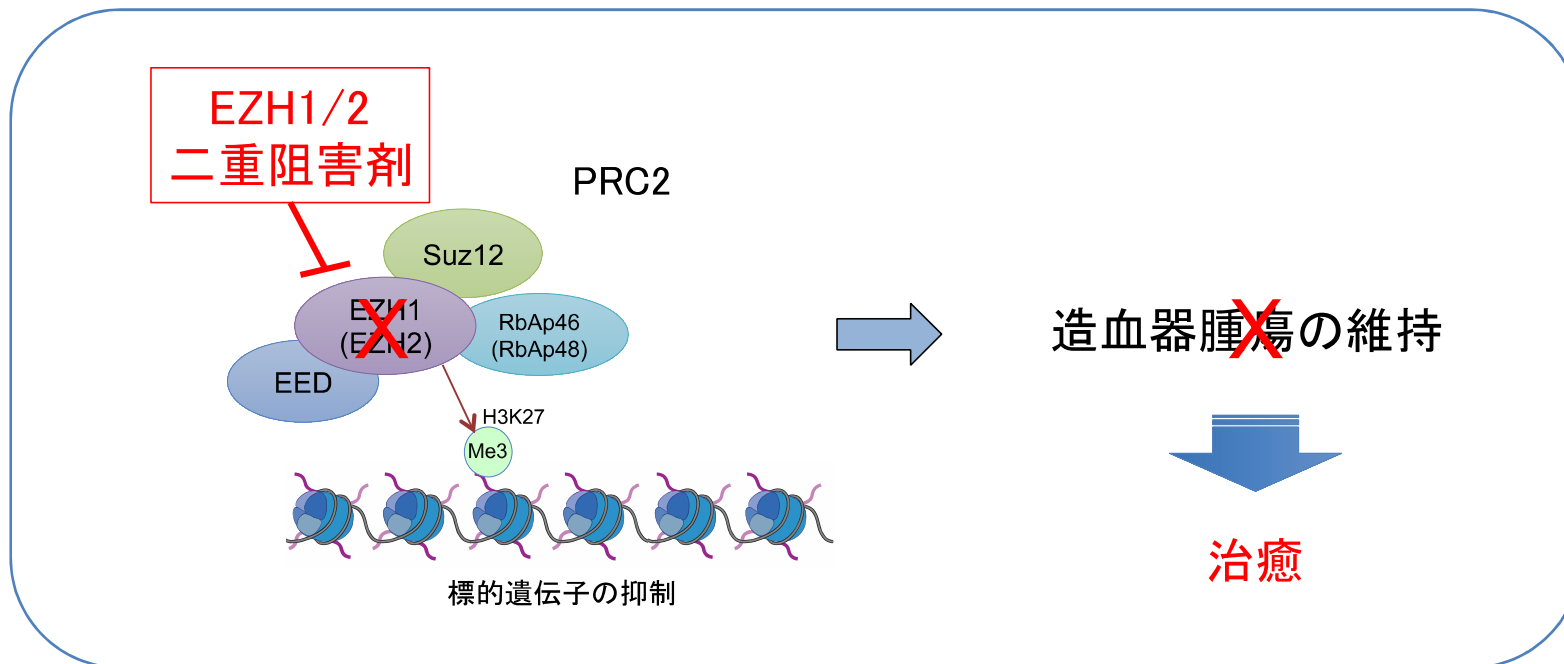 EZH1/2
二重阻害剤
PRC2
Suz12
EZH1
(EZH2)
RbAp46
(RbAp48)
EED
H3K27
Me3
標的遺伝子の抑制
造血器腫瘍の維持
治癒